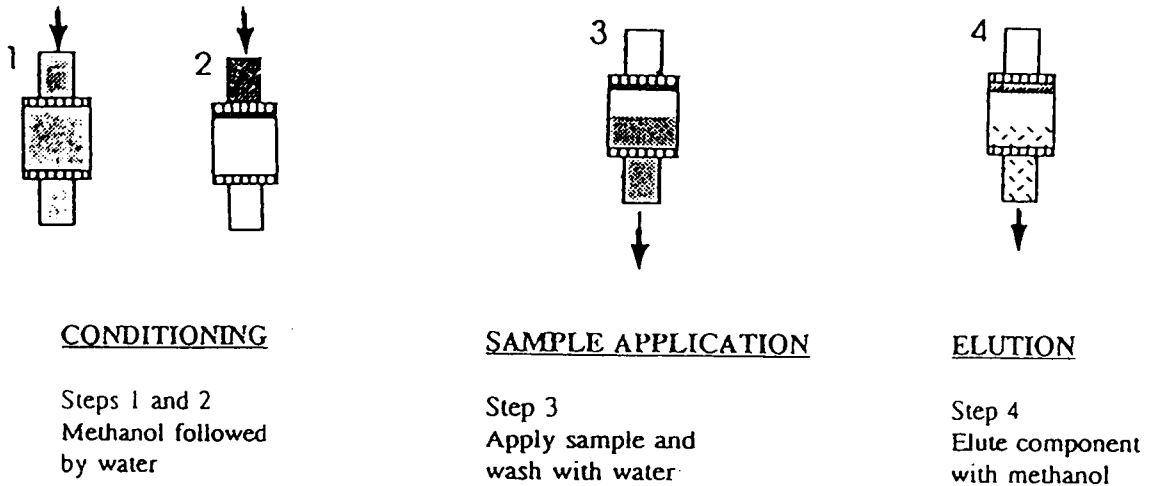 1
2
3
4
CONDITIONING
Steps 1 and 2
Methanol followed
by water
SAMPLE APPLICATION
Step 3
Apply sample and
wash with water
ELUTION
Step 4
Elute component
with methanol